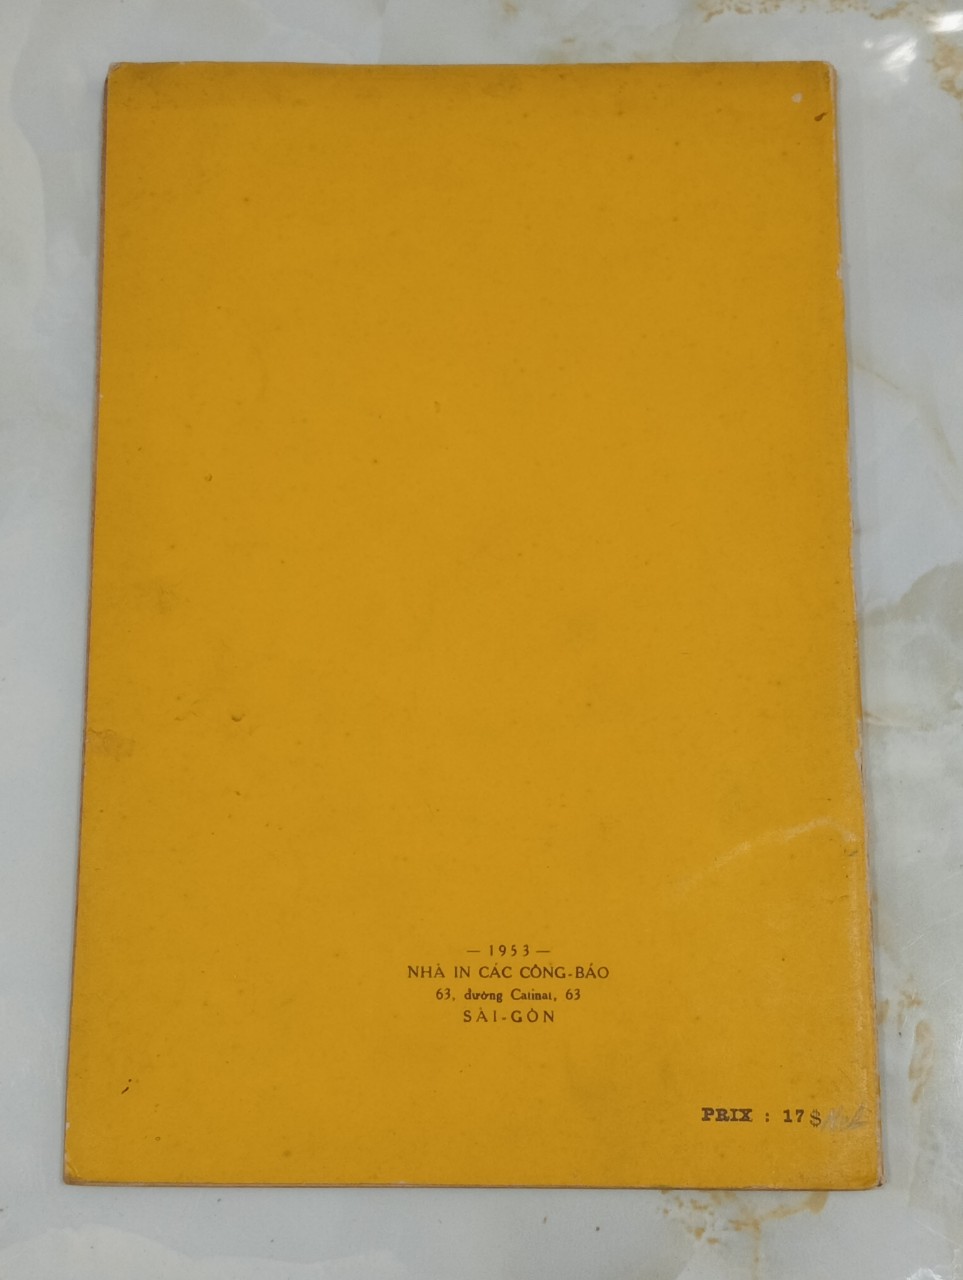 — 1953 —
NHÀ IN CÁC CÔNG-BÁO
63, đường Catinat, 63
SÀI-GÒN
PRIX : 17 $